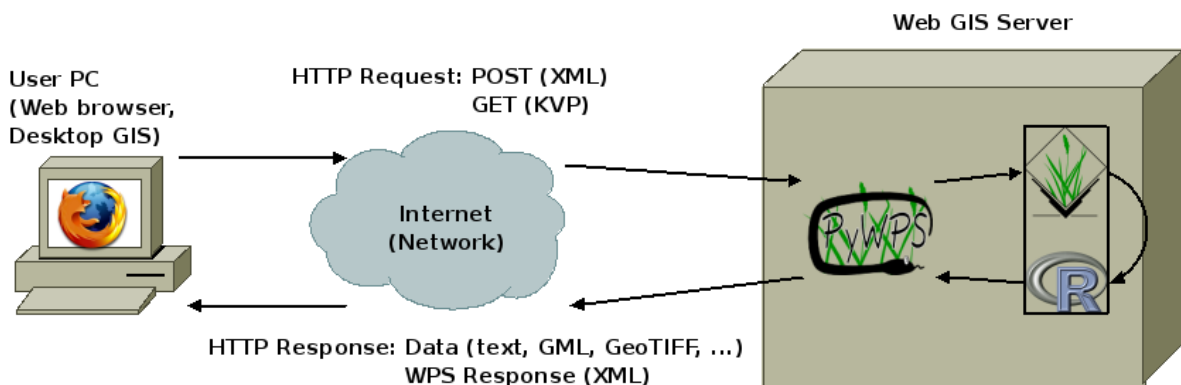 Web GIS Server
User PC
(Web browser,
Desktop GIS)
HTTP Request: POST (XML)
GET (KVP)
Internet
(Network)
PyWPS
R
HTTP Response: Data (text, GML, GeoTIFF, ...)
WPS Response (XML)